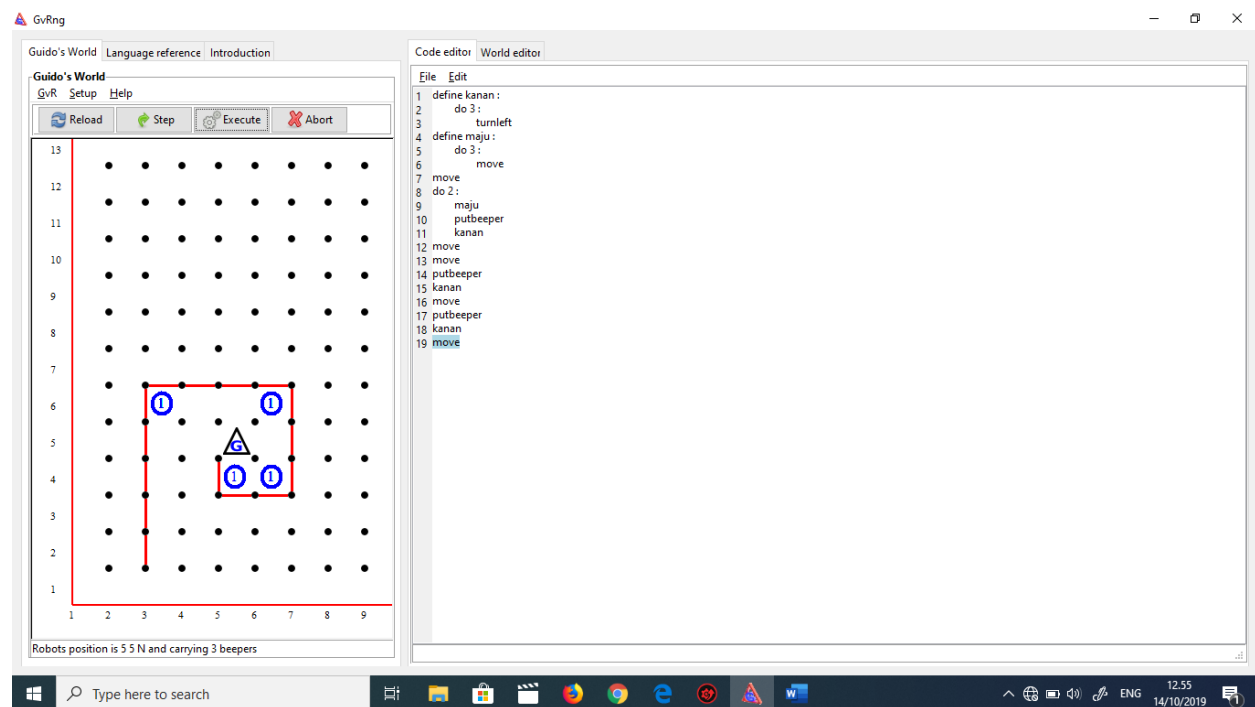 GvRng
Guido's World Language reference Introduction
Guido's World
GvR Setup Help
Reload Step Execute Abort
13
12
11
10
9
8
7
6
5
4
3
2
1
1 1
G
1 1
1 2 3 4 5 6 7 8 9
Robots position is 5 5 N and carrying 3 beepers
Code editor World editor
File Edit
1 define kanan :
2 do 3 :
3 turnleft
4 define maju :
5 do 3 :
6 move
7 move
8 do 2 :
9 maju
10 putbeeper
11 kanan
12 move
13 move
14 putbeeper
15 kanan
16 move
17 putbeeper
18 kanan
19 move
Type here to search
W
ENG
12.55
14/10/2019
1